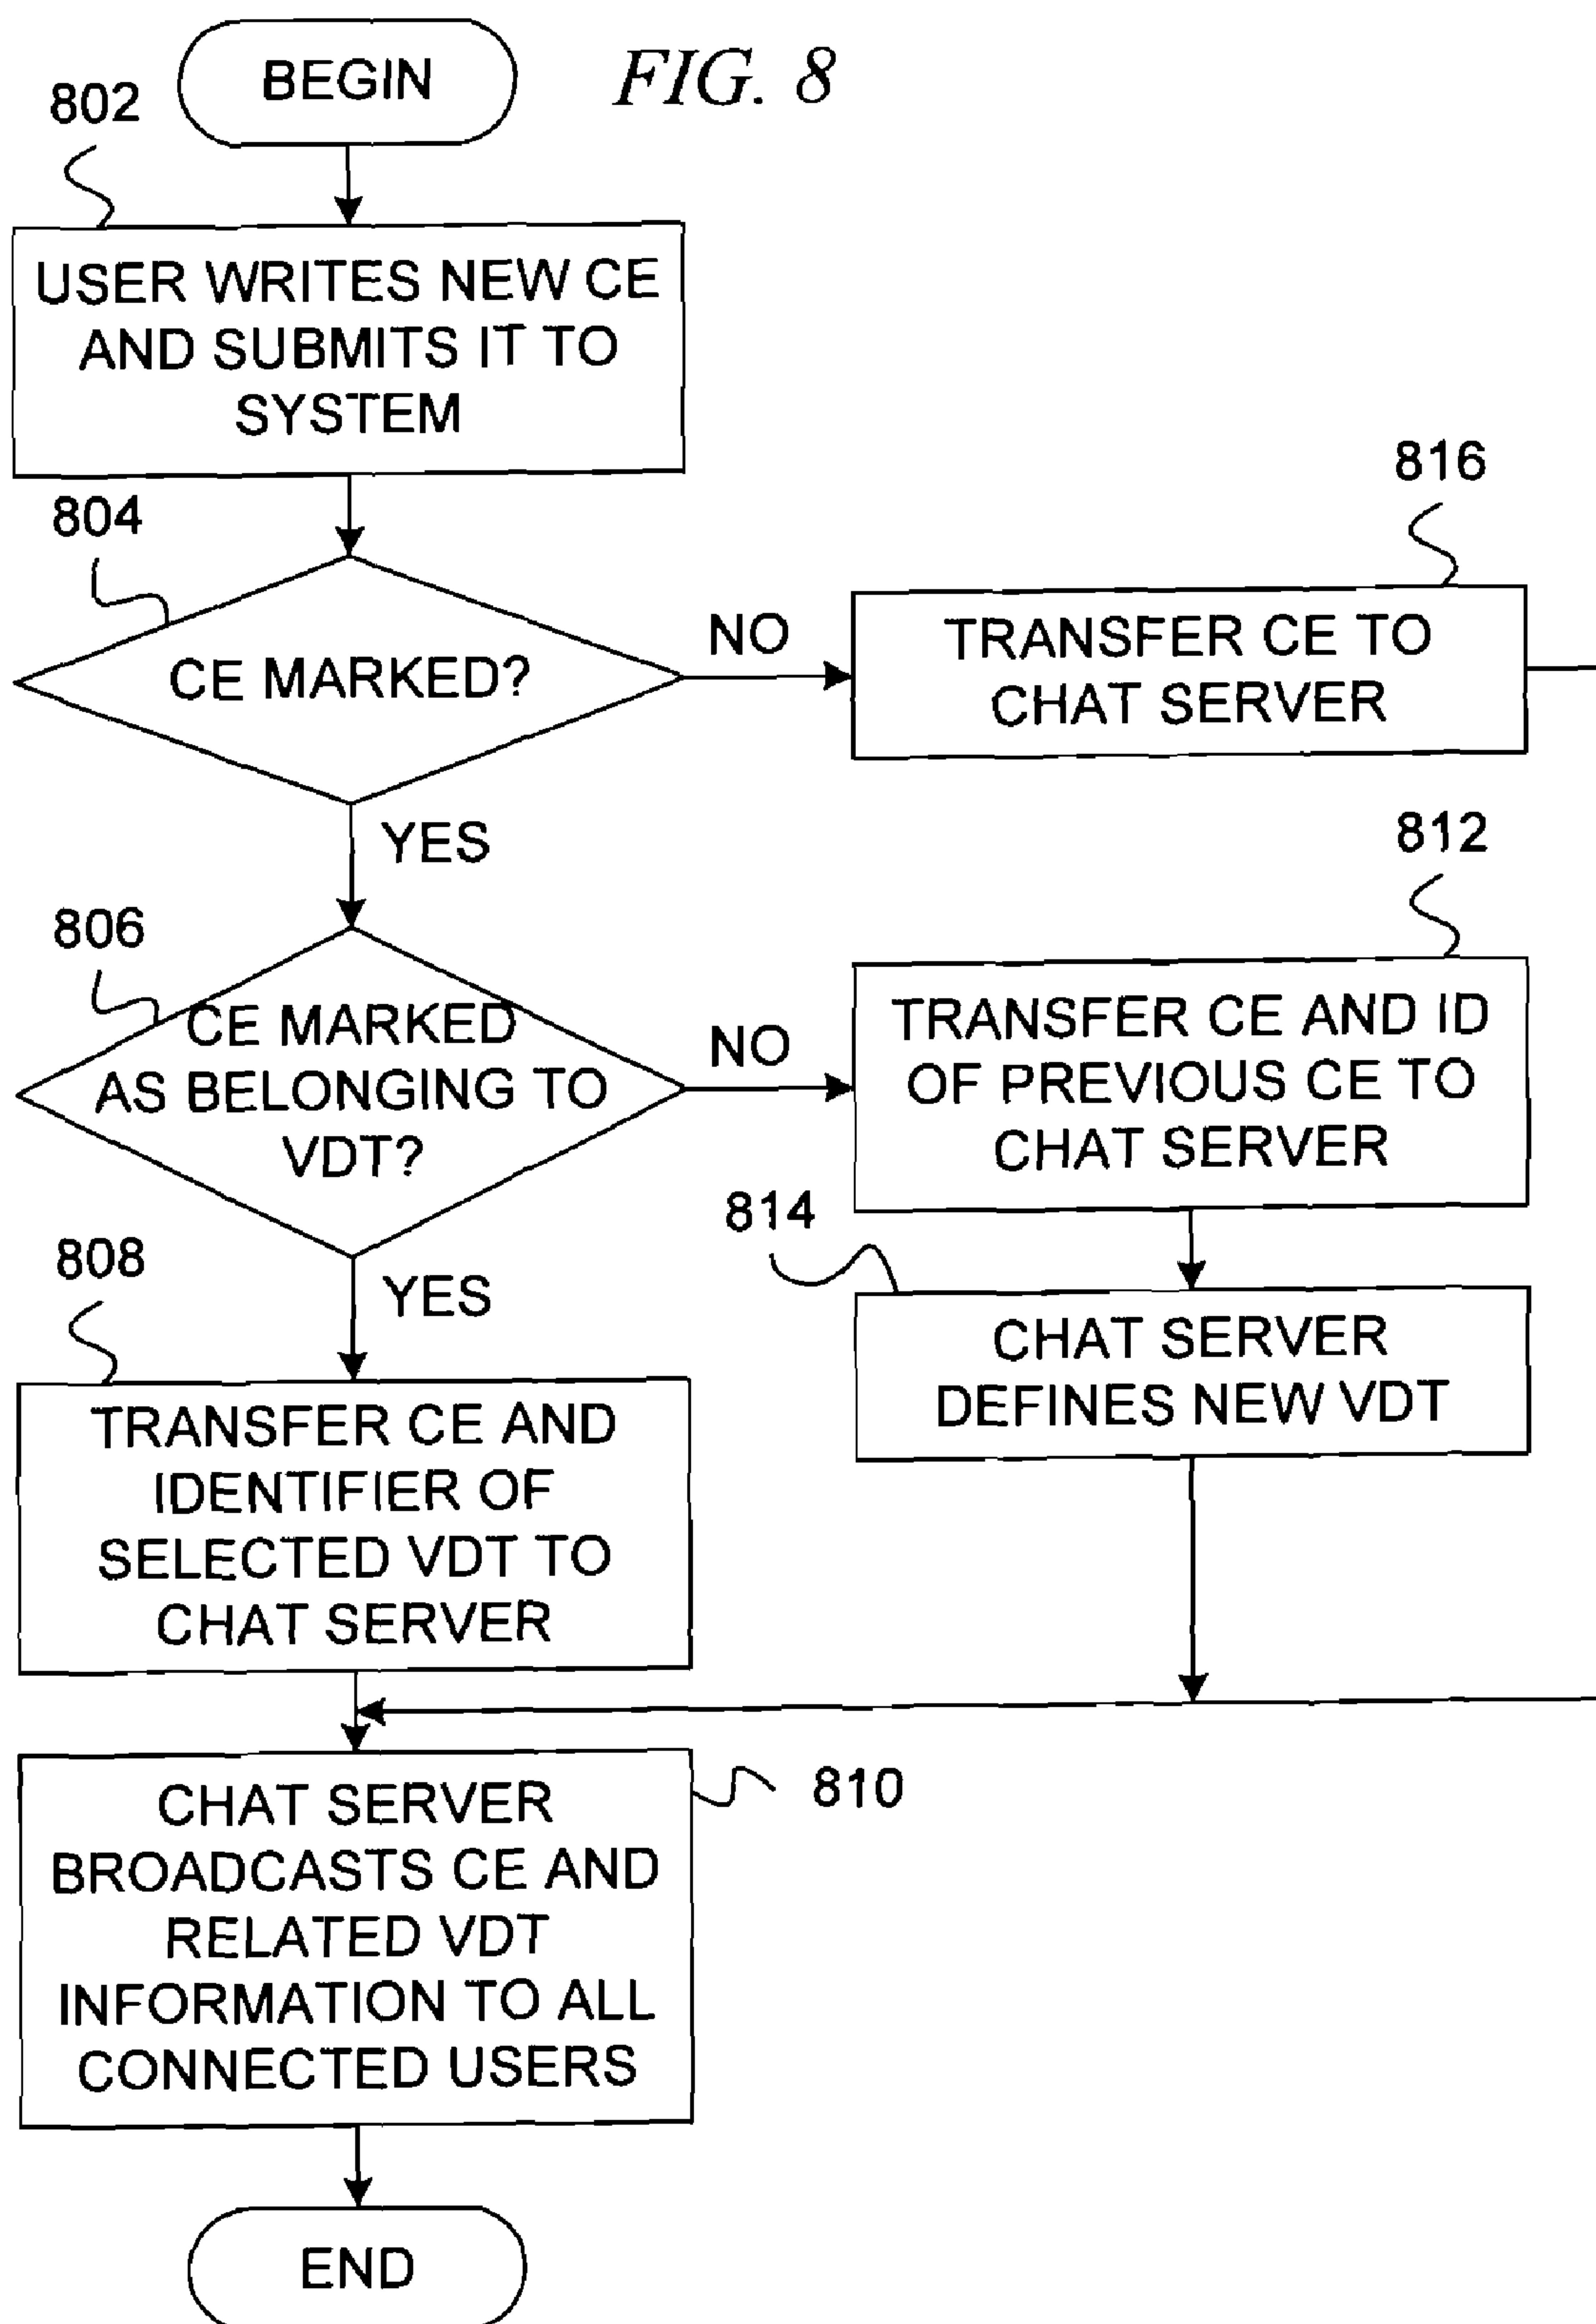 BEGIN
FIG. 8
802
USER WRITES NEW CE
AND SUBMITS IT TO
SYSTEM
804
CE MARKED?
NO
816
TRANSFER CE TO
CHAT SERVER
YES
806
CE MARKED
AS BELONGING TO
VDT?
NO
812
TRANSFER CE AND ID
OF PREVIOUS CE TO
CHAT SERVER
814
CHAT SERVER
DEFINES NEW VDT
YES
808
TRANSFER CE AND
IDENTIFIER OF
SELECTED VDT TO
CHAT SERVER
810
CHAT SERVER
BROADCASTS CE AND
RELATED VDT
INFORMATION TO ALL
CONNECTED USERS
END